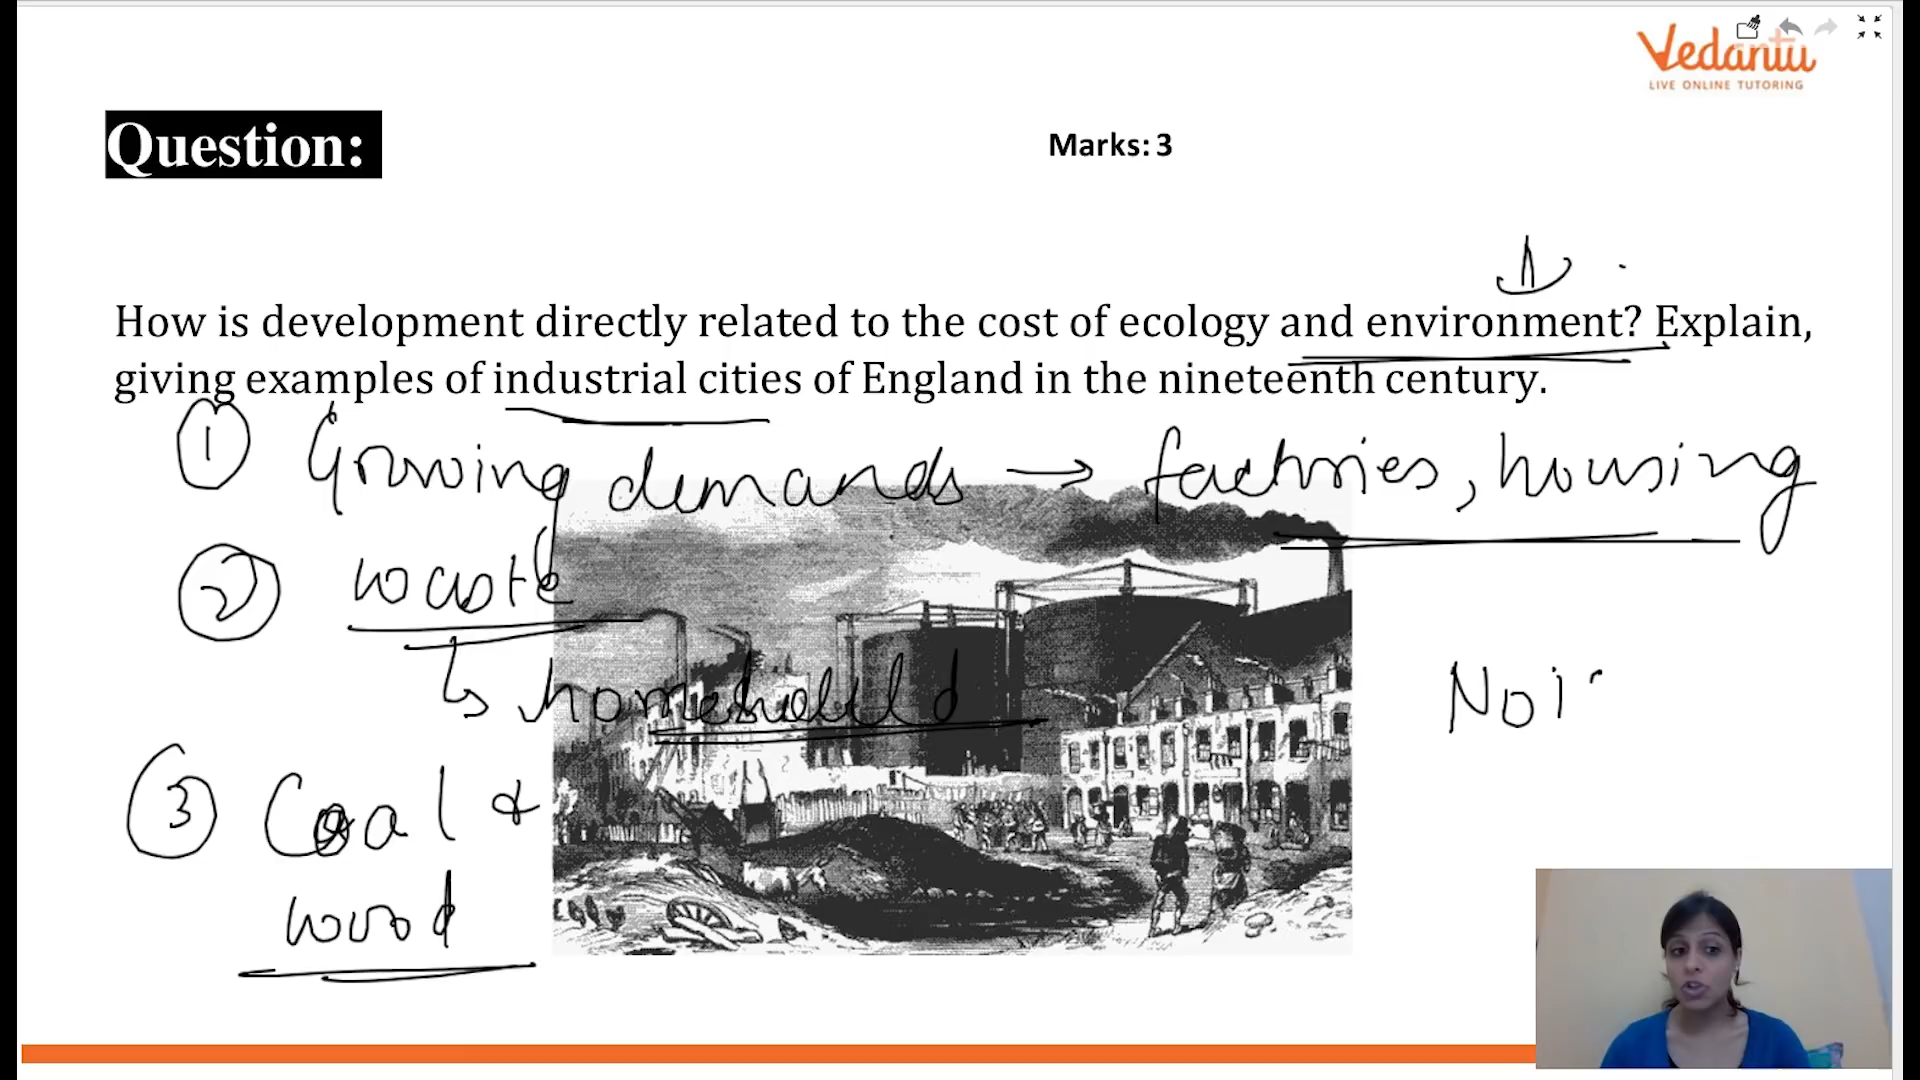 Vedantu
LIVE ONLINE TUTORING
Question:
Marks: 3
How is development directly related to the cost of ecology and environment? Explain,
giving examples of industrial cities of England in the nineteenth century.
1 Growing demands → factories, housing
2 waste
↳ household
Noi
3 Coal &
wood